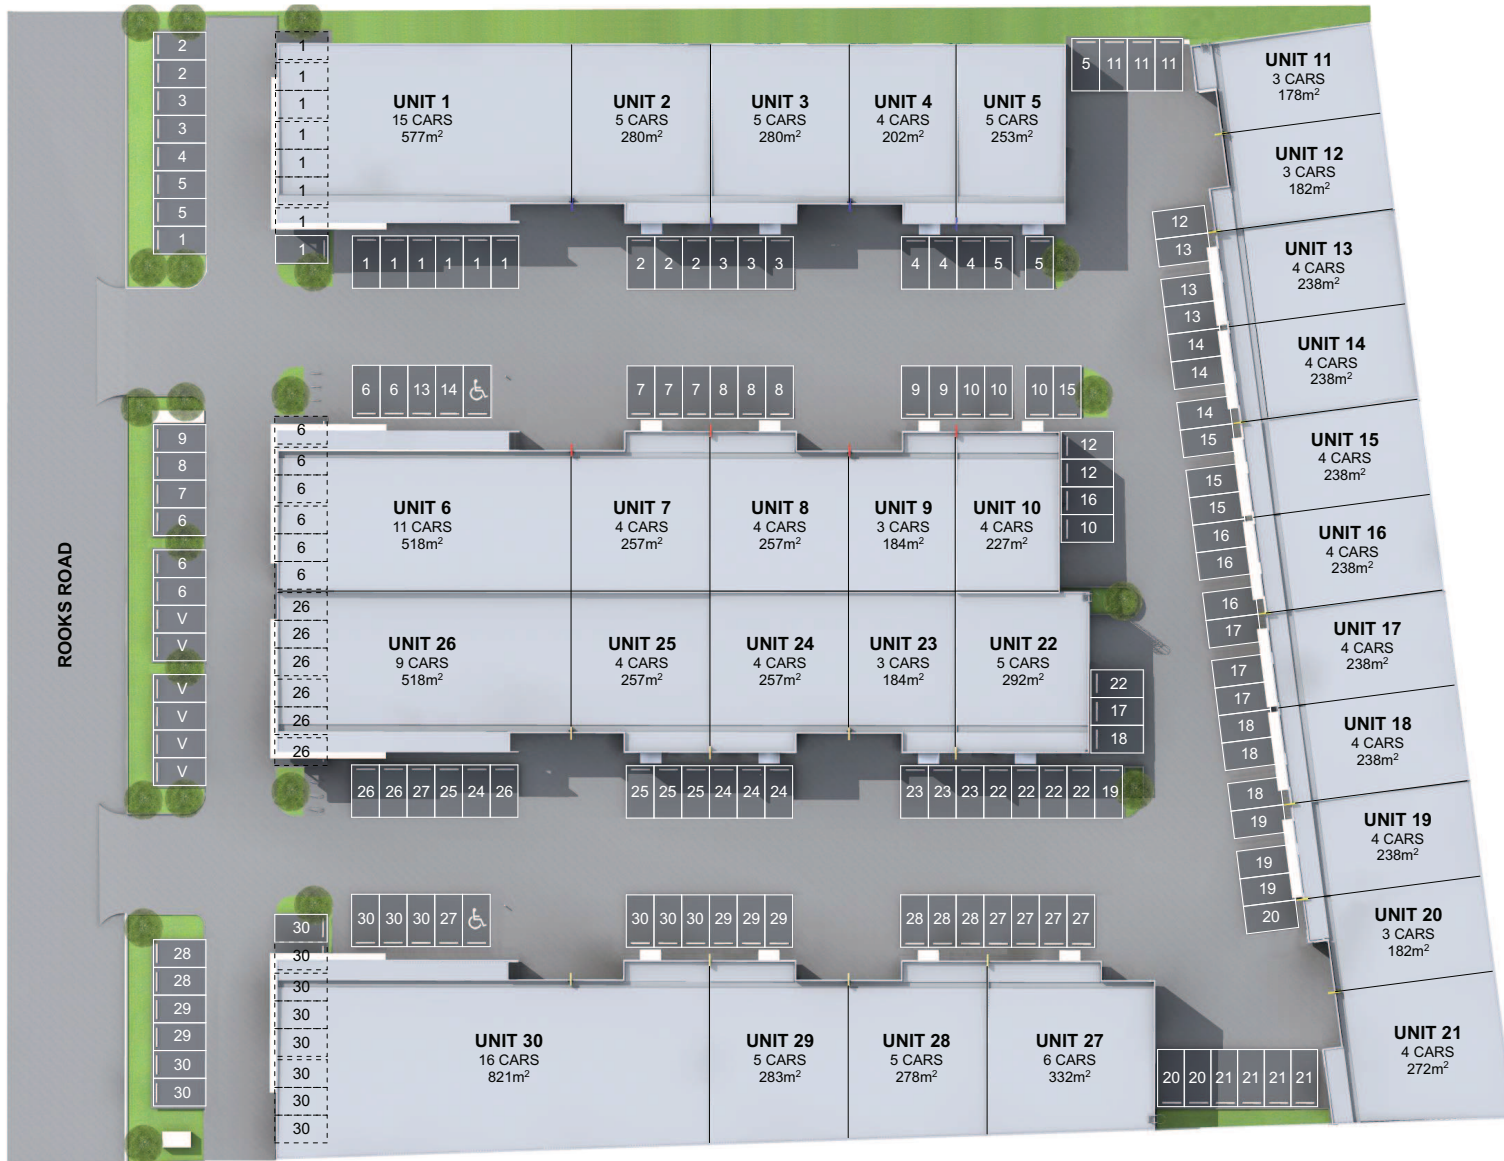 ROOKS ROAD
2
2
3
3
4
5
5
1
1
1
1
1
1
1
1
1
UNIT 1
15 CARS
577m²
UNIT 2
5 CARS
280m²
UNIT 3
5 CARS
280m²
UNIT 4
4 CARS
202m²
UNIT 5
5 CARS
253m²
5 11 11 11
UNIT 11
3 CARS
178m²
UNIT 12
3 CARS
182m²
UNIT 13
4 CARS
238m²
UNIT 14
4 CARS
238m²
UNIT 15
4 CARS
238m²
UNIT 16
4 CARS
238m²
UNIT 17
4 CARS
238m²
UNIT 18
4 CARS
238m²
UNIT 19
4 CARS
238m²
UNIT 20
3 CARS
182m²
UNIT 21
4 CARS
272m²
1 1 1 1 1 1
2 2 2 3 3 3
4 4 4 5
5
12
13
13
13
14
14
14
15
15
15
16
16
16
17
17
17
18
18
18
19
19
19
20
6 6 13 14
7 7 7 8 8 8
9 9 10 10
10 15
9
8
7
6
6
6
V
V
V
V
V
V
6
6
6
6
6
6
UNIT 6
11 CARS
518m²
UNIT 7
4 CARS
257m²
UNIT 8
4 CARS
257m²
UNIT 9
3 CARS
184m²
UNIT 10
4 CARS
227m²
12
12
16
10
26
26
26
26
26
26
UNIT 26
9 CARS
518m²
UNIT 25
4 CARS
257m²
UNIT 24
4 CARS
257m²
UNIT 23
3 CARS
184m²
UNIT 22
5 CARS
292m²
22
17
18
26 26 27 25 24 26
25 25 25 24 24 24
23 23 23 22 22 22 22 19
30 30 30 27
30 30 30 29 29 29
28 28 28 27 27 27 27
28
28
29
29
30
30
30
30
30
30
30
30
30
30
UNIT 30
16 CARS
821m²
UNIT 29
5 CARS
283m²
UNIT 28
5 CARS
278m²
UNIT 27
6 CARS
332m²
20 20 21 21 21 21